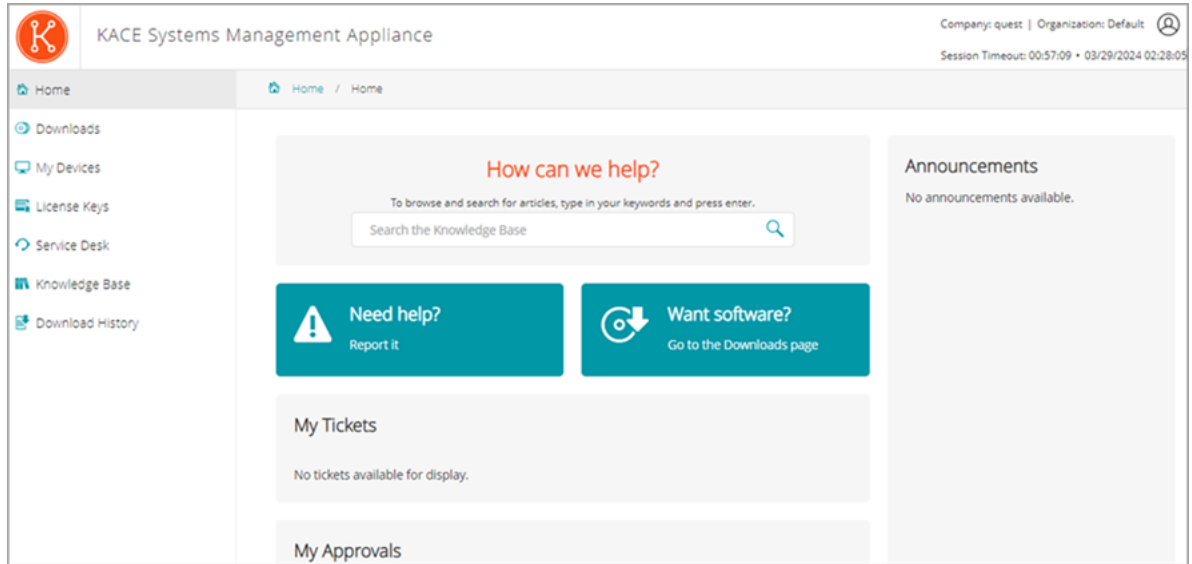 KACE Systems Management Appliance
Company: quest | Organization: Default
Session Timeout: 00:57:09 • 03/29/2024 02:28:05
Home
Downloads
My Devices
License Keys
Service Desk
Knowledge Base
Download History
Home / Home
How can we help?
To browse and search for articles, type in your keywords and press enter.
Search the Knowledge Base
Need help?
Report it
Want software?
Go to the Downloads page
My Tickets
No tickets available for display.
My Approvals
Announcements
No announcements available.